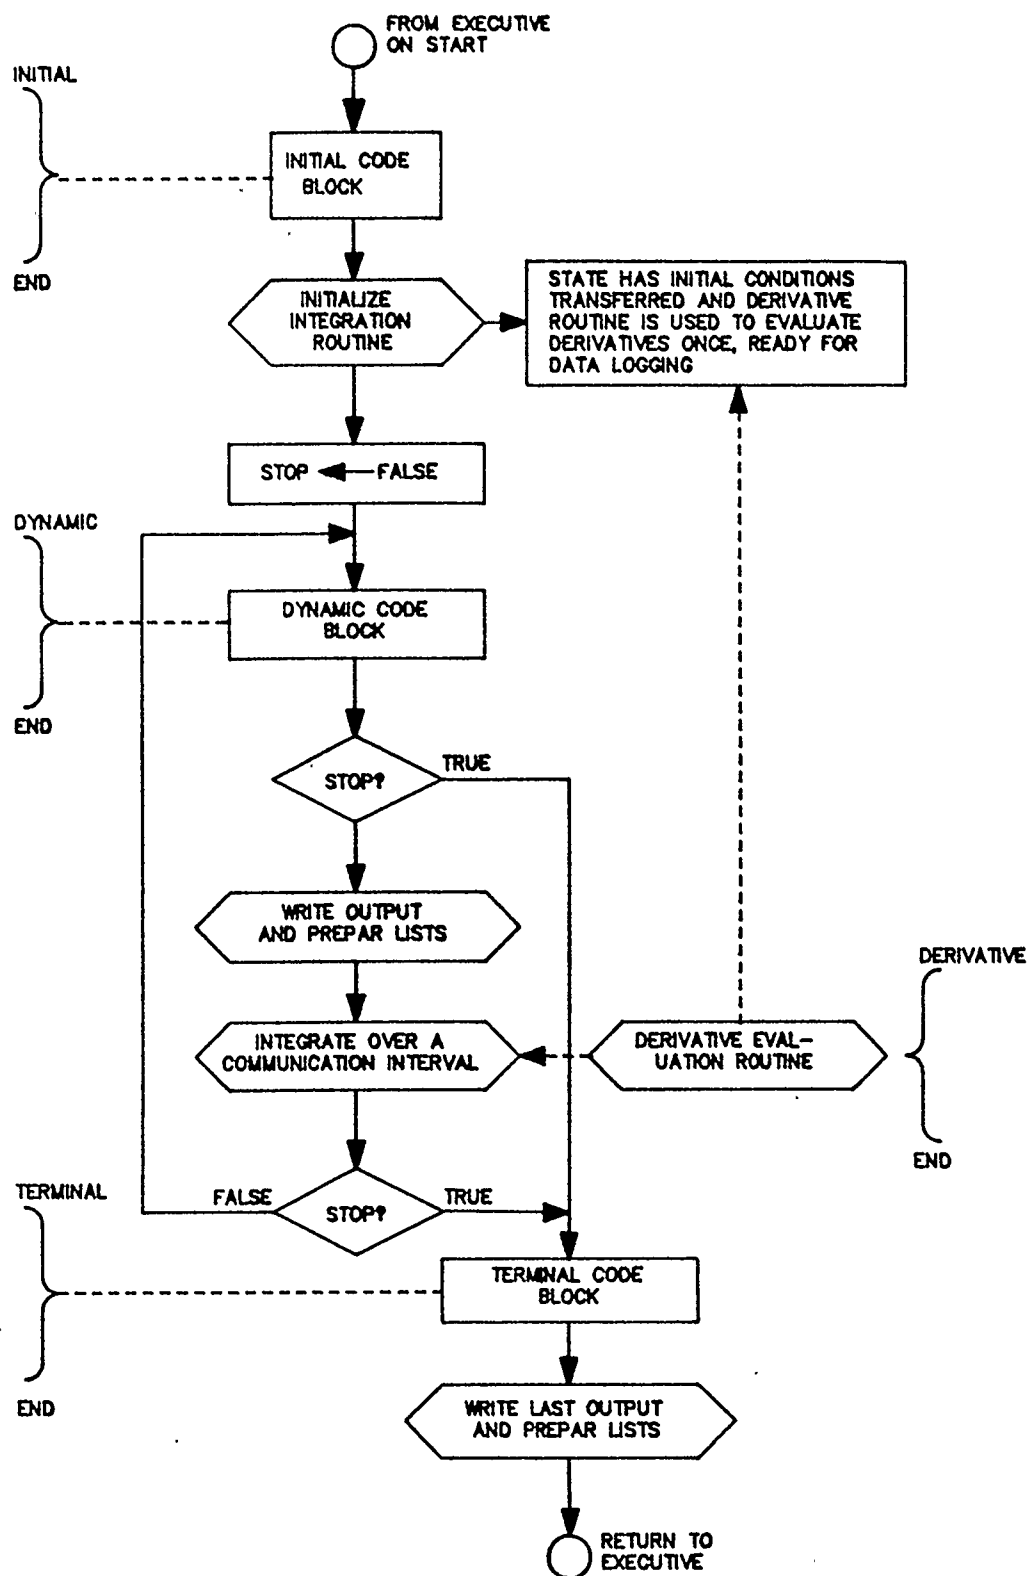 FROM EXECUTIVE
ON START
INITIAL
INITIAL CODE
BLOCK
END
INITIALIZE
INTEGRATION
ROUTINE
STATE HAS INITIAL CONDITIONS
TRANSFERRED AND DERIVATIVE
ROUTINE IS USED TO EVALUATE
DERIVATIVES ONCE, READY FOR
DATA LOGGING
STOP FALSE
DYNAMIC
DYNAMIC CODE
BLOCK
END
STOP?
TRUE
WRITE OUTPUT
AND PREPAR LISTS
DERIVATIVE
INTEGRATE OVER A
COMMUNICATION INTERVAL
DERIVATIVE EVAL-
UATION ROUTINE
END
TERMINAL
FALSE
STOP?
TRUE
TERMINAL CODE
BLOCK
END
WRITE LAST OUTPUT
AND PREPAR LISTS
RETURN TO
EXECUTIVE